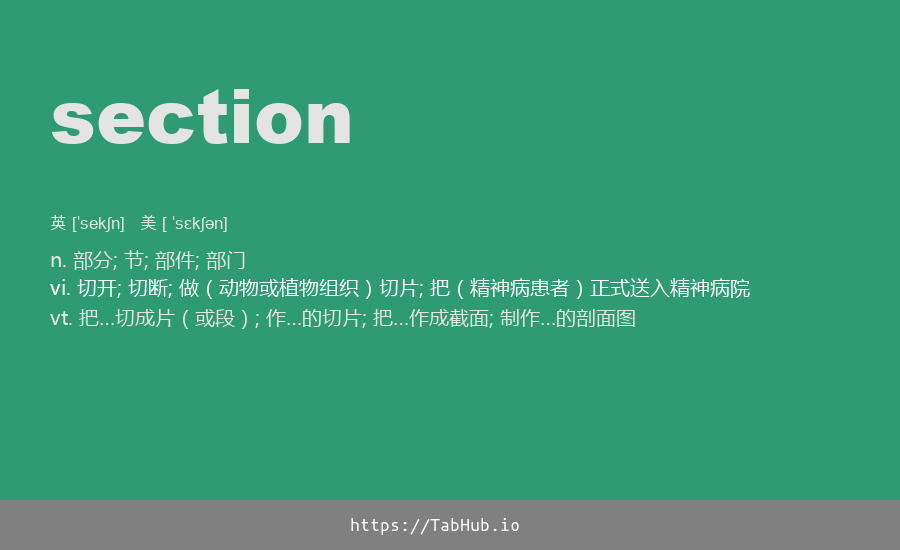 section
英 [ˈsekʃn]   美 [ ˈsɛkʃən]
n. 部分; 节; 部件; 部门
vi. 切开; 切断; 做（动物或植物组织）切片; 把（精神病患者）正式送入精神病院
vt. 把...切成片（或段）; 作...的切片; 把...作成截面; 制作...的剖面图
https://TabHub.io